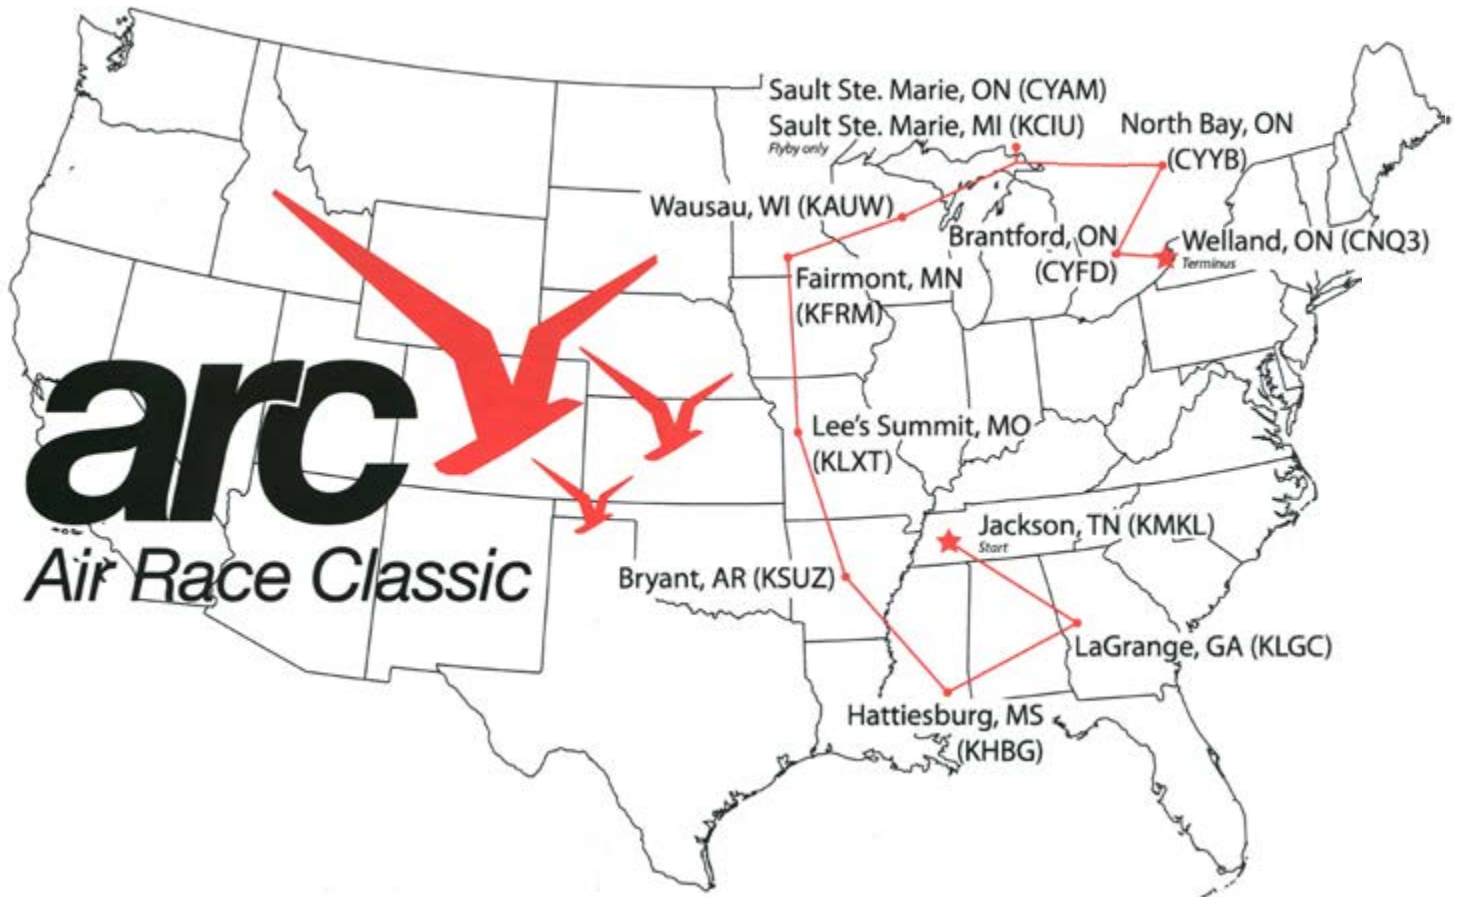 Sault Ste. Marie, ON (CYAM)
Sault Ste. Marie, MI (KCIU)
Flyby only
North Bay, ON
(CYYB)
Wausau, WI (KAUW)
Brantford, ON
(CYFD)
Welland, ON (CNQ3)
Terminus
Fairmont, MN
(KFRM)
arc
Air Race Classic
Lee's Summit, MO
(KLXT)
Jackson, TN (KMKL)
Start
Bryant, AR (KSUZ)
LaGrange, GA (KLGC)
Hattiesburg, MS
(KHBG)